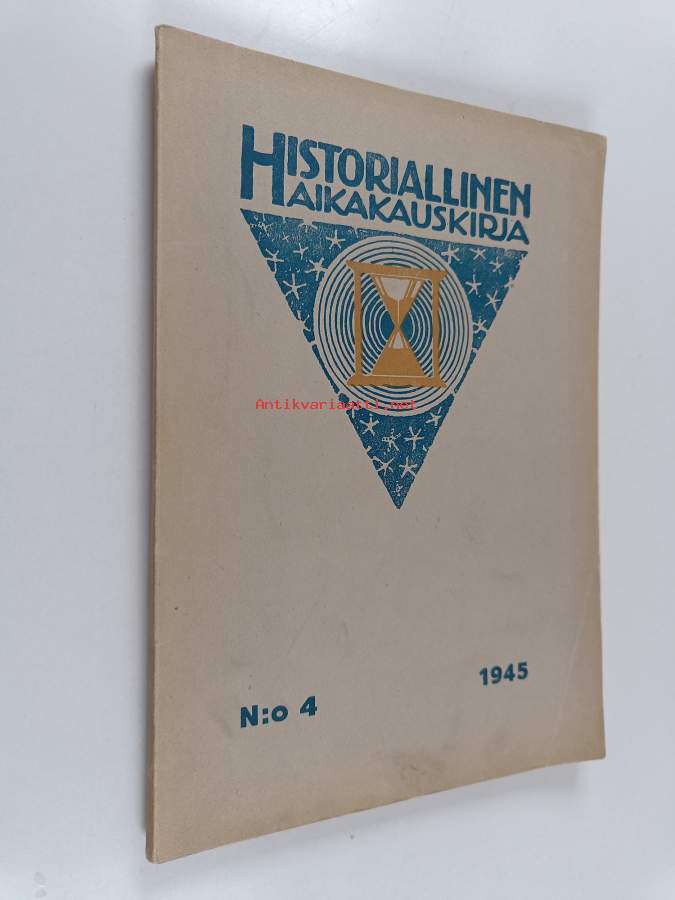 HISTORIALLINEN
AIKAKAUSKIRJA
Antikvariaatti.net
N:o 4
1945